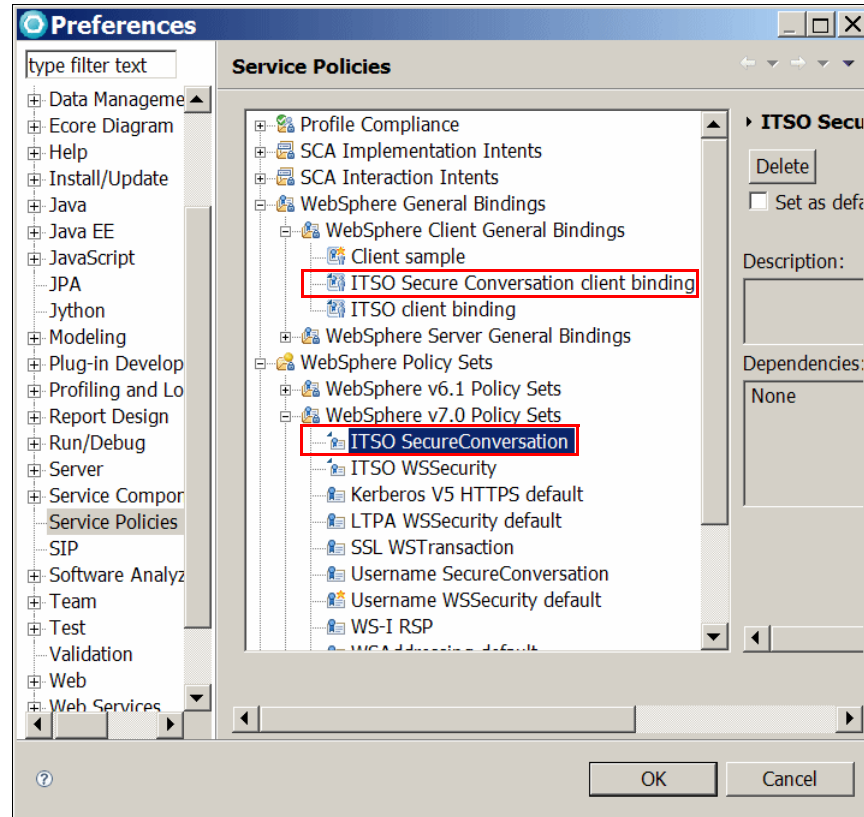 Preferences
type filter text
Data Manageme
Ecore Diagram
Help
Install/Update
Java
Java EE
JavaScript
JPA
Jython
Modeling
Plug-in Develop
Profiling and Lo
Report Design
Run/Debug
Server
Service Compor
Service Policies
SIP
Software Analyz
Team
Test
Validation
Web
Web Services
Service Policies
Profile Compliance
SCA Implementation Intents
SCA Interaction Intents
WebSphere General Bindings
WebSphere Client General Bindings
Client sample
ITSO Secure Conversation client binding
ITSO client binding
WebSphere Server General Bindings
WebSphere Policy Sets
WebSphere v6.1 Policy Sets
WebSphere v7.0 Policy Sets
ITSO SecureConversation
ITSO WSSecurity
Kerberos V5 HTTPS default
LTPA WSSecurity default
SSL WSTransaction
Username SecureConversation
Username WSSecurity default
WS-I RSP
WSAddressing default
ITSO Secu
Delete
Set as defa
Description:
Dependencies:
None
OK
Cancel